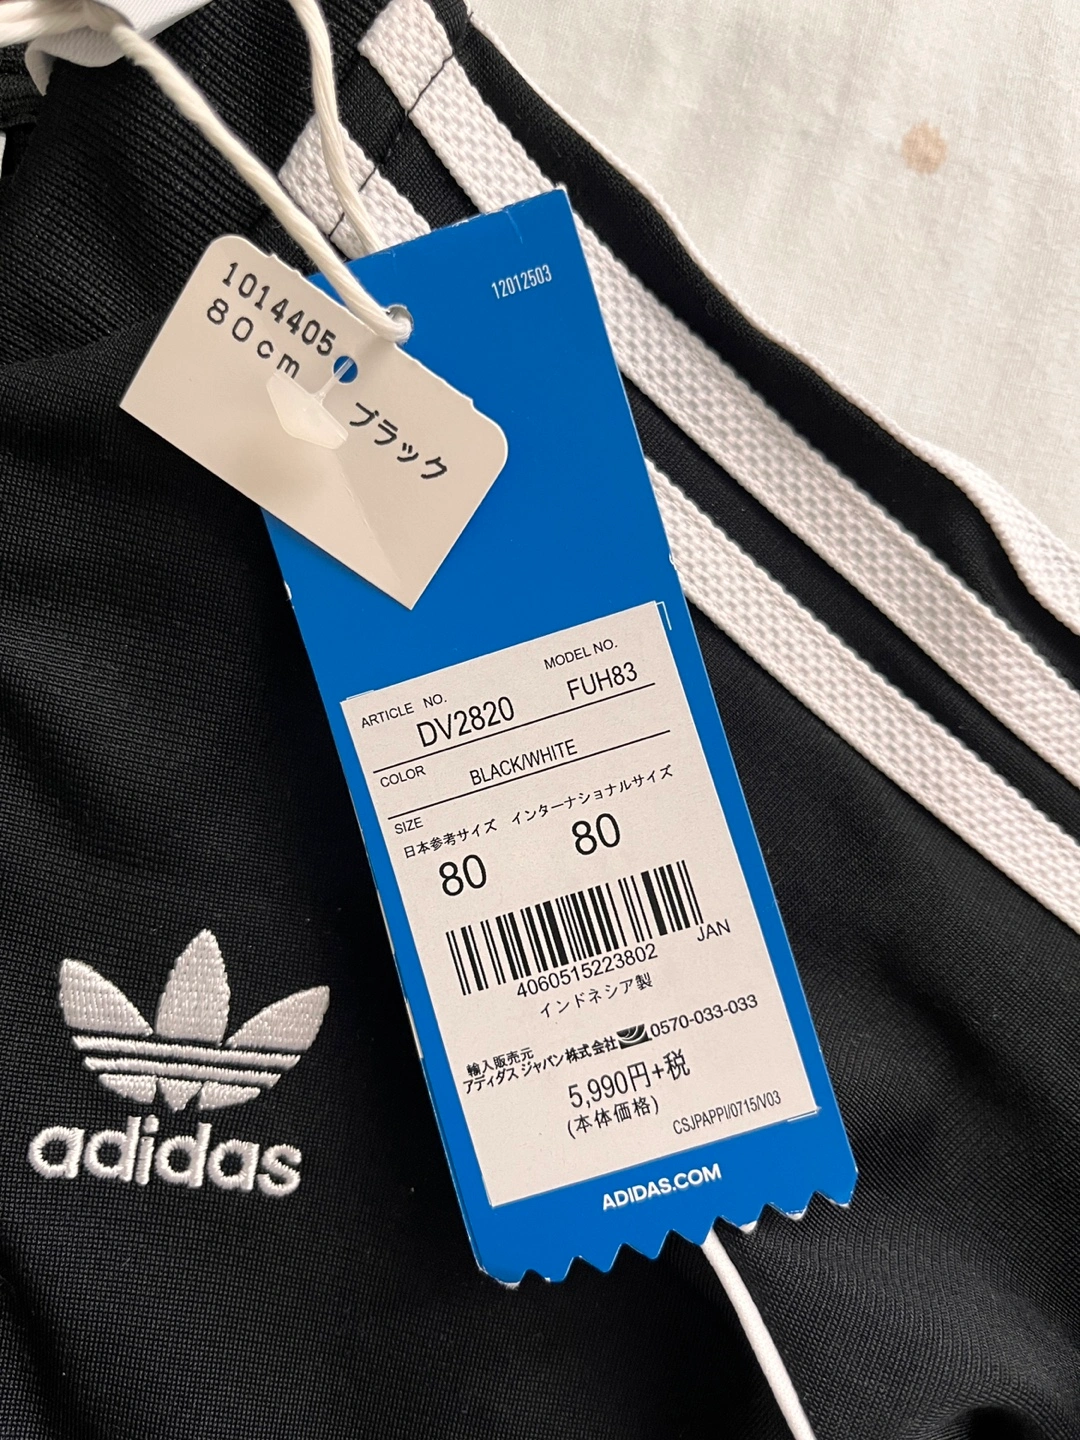 1014405
80cm
ブラック
12012503
ARTICLE NO.
MODEL NO.
DV2820
FUH83
COLOR
BLACK/WHITE
SIZE
日本参考サイズ
インターナショナルサイズ
80
80
4060515223802
JAN
インドネシア製
輸入販売元
アディダス ジャパン株式会社
0570-033-033
5,990円+税
(本体価格)
CSJPAPPI/0715/V03
ADIDAS.COM
adidas